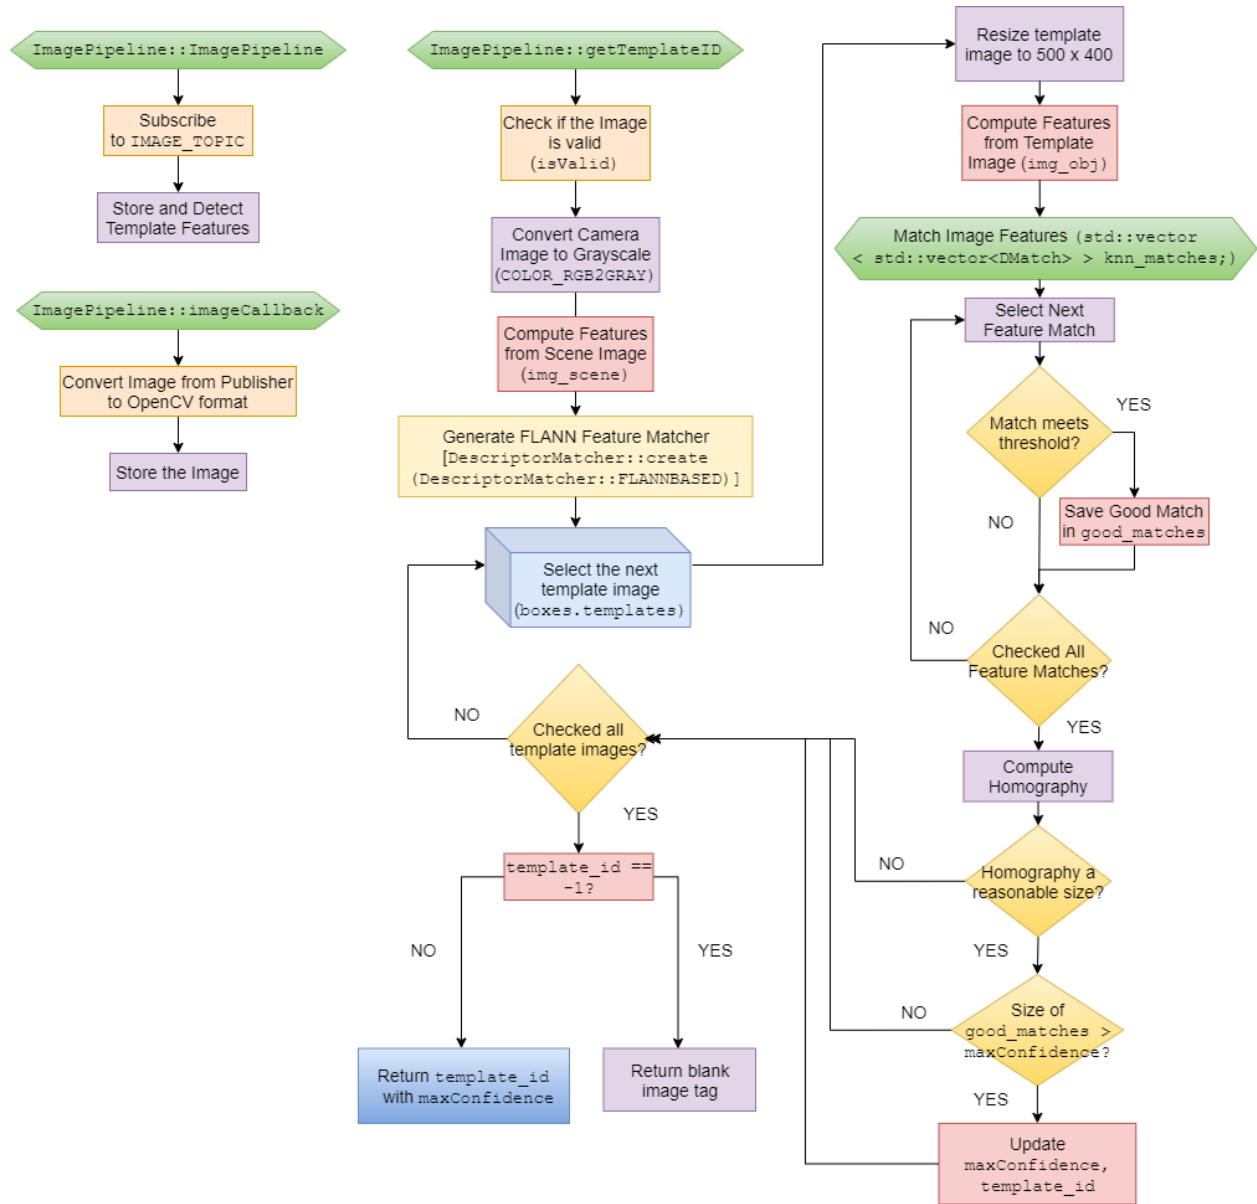 ImagePipeline::ImagePipeline
Subscribe
to IMAGE_TOPIC
Store and Detect
Template Features
ImagePipeline::imageCallback
Convert Image from Publisher
to OpenCV format
Store the Image
ImagePipeline::getTemplateID
Check if the Image
is valid
(isValid)
Convert Camera
Image to Grayscale
(COLOR_RGB2GRAY)
Compute Features
from Scene Image
(img_scene)
Generate FLANN Feature Matcher
[DescriptorMatcher::create
(DescriptorMatcher::FLANNBASED)]
Select the next
template image
(boxes.templates)
NO
Checked all
template images?
YES
template_id ==
-1?
NO
YES
Return template_id
with maxConfidence
Return blank
image tag
Resize template
image to 500 x 400
Compute Features
from Template
Image (img_obj)
Match Image Features (std::vector
< std::vector<DMatch> > knn_matches;)
Select Next
Feature Match
YES
Match meets
threshold?
NO
Save Good Match
in good_matches
NO
Checked All
Feature Matches?
YES
Compute
Homography
NO
Homography a
reasonable size?
YES
NO
Size of
good_matches >
maxConfidence?
YES
Update
maxConfidence,
template_id